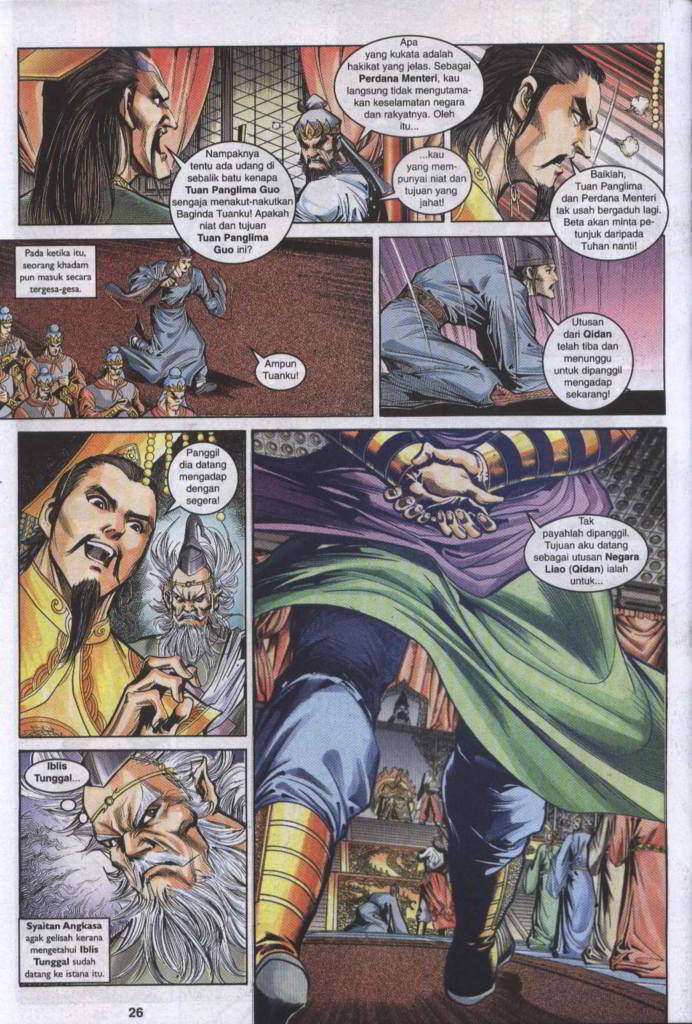 Nampaknya
tentu ada udang di
sebalik batu kenapa
Tuan Panglima Guo
sengaja menakut-nakutkan
Baginda Tuanku! Apakah
niat dan tujuan
Tuan Panglima
Guo ini?
Apa
yang kukata adalah
hakikat yang jelas. Sebagai
Perdana Menteri, kau
langsung tidak mengutama-
kan keselamatan negara
dan rakyatnya. Oleh
itu...
...kau
yang mem-
punyai niat dan
tujuan yang
jahat!
Baiklah,
Tuan Panglima
dan Perdana Menteri
tak usah bergaduh lagi.
Beta akan minta pe-
tunjuk daripada
Tuhan nanti!
Pada ketika itu,
seorang khadam
pun masuk secara
tergesa-gesa.
Ampun
Tuanku!
Utusan
dari Qidan
telah tiba dan
menunggu
untuk dipanggil
mengadap
sekarang!
Panggil
dia datang
mengadap
dengan
segera!
Tak
payahlah dipanggil.
Tujuan aku datang
sebagai utusan Negara
Liao (Qidan) ialah
untuk...
Iblis
Tunggal...
Syaitan Angkasa
agak gelisah kerana
mengetahui Iblis
Tunggal sudah
datang ke istana itu.
26